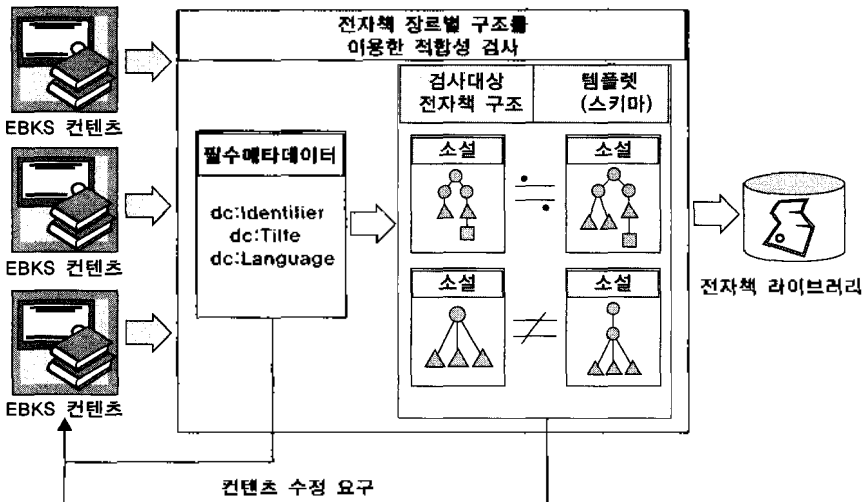 전자책 장르별 구조를
이용한 적합성 검사
EBKS 컨텐츠
EBKS 컨텐츠
EBKS 컨텐츠
필수메타데이터
dc:Identifier
dc:Tilte
dc:Language
검사대상
전자책 구조
템플렛
(스키마)
소설
소설
소설
소설
전자책 라이브러리
컨텐츠 수정 요구